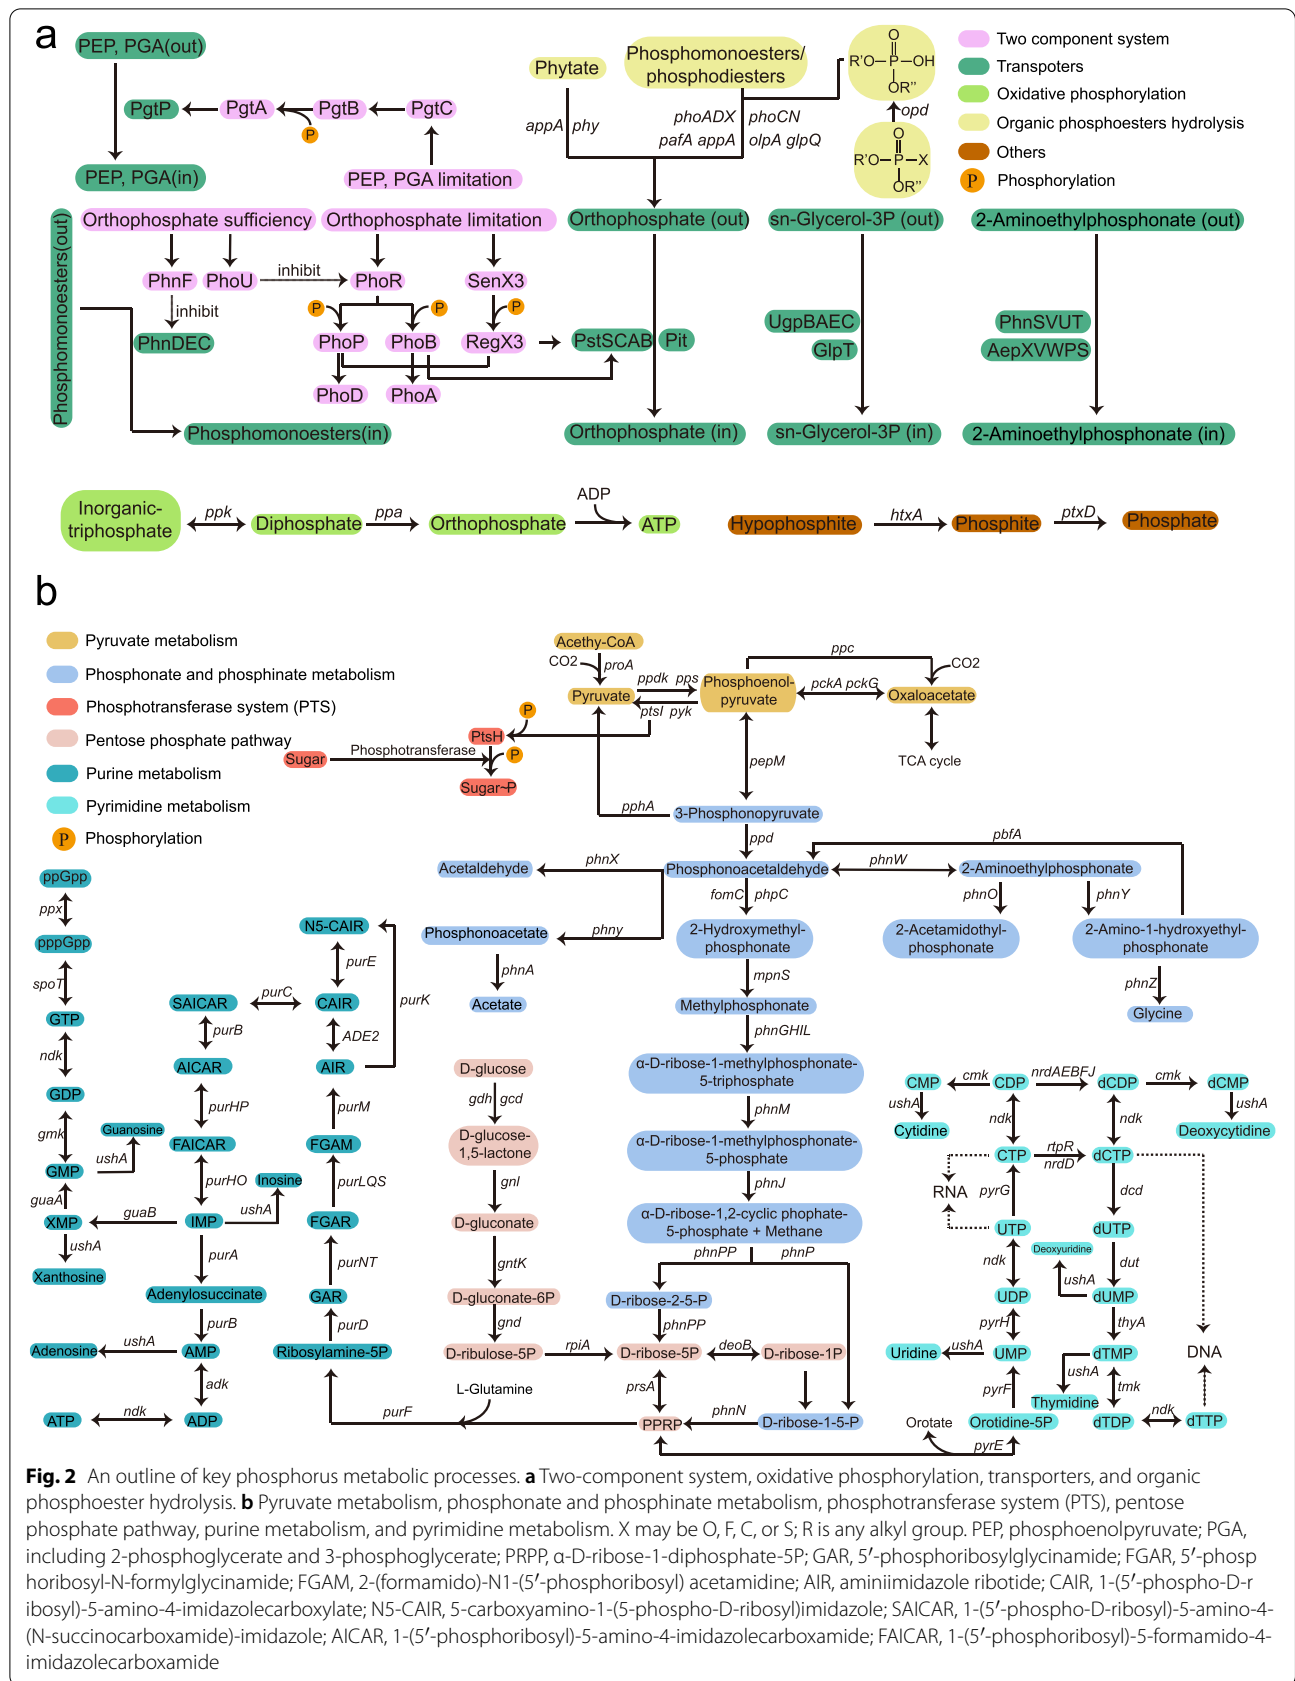 a
PEP, PGA(out)
PgtP
PgtA
PgtB
PgtC
P
PEP, PGA(in)
PEP, PGA limitation
Phytate
Phosphomonoesters/
phosphodiesters
appA
phy
phoADX
phoCN
pafA appA
olpA glpQ
O
R'O
P
OH
OR''
opd
O
R'O
P
X
OR''
Two component system
Transpoters
Oxidative phosphorylation
Organic phosphoesters hydrolysis
Others
P
Phosphorylation
Phosphomonoesters(out)
Orthophosphate sufficiency
Orthophosphate limitation
Orthophosphate (out)
sn-Glycerol-3P (out)
2-Aminoethylphosphonate (out)
PhnF
PhoU
inhibit
PhoR
SenX3
inhibit
P
P
P
PhnDEC
PhoP
PhoB
RegX3
PstSCAB
Pit
UgpBAEC
GlpT
PhnSVUT
AepXVWPS
PhoD
PhoA
Phosphomonoesters(in)
Orthophosphate (in)
sn-Glycerol-3P (in)
2-Aminoethylphosphonate (in)
Inorganic-
triphosphate
ppk
Diphosphate
ppa
Orthophosphate
ADP
ATP
Hypophosphite
htxA
Phosphite
ptxD
Phosphate
b
Pyruvate metabolism
Phosphonate and phosphinate metabolism
Phosphotransferase system (PTS)
Pentose phosphate pathway
Purine metabolism
Pyrimidine metabolism
P
Phosphorylation
Acethy-CoA
CO2
proA
Pyruvate
ppdk pps
ptsI pyk
Phosphoenol-
pyruvate
ppc
CO2
pckA pckG
Oxaloacetate
TCA cycle
P
PtsH
Sugar
Phosphotransferase
P
Sugar~P
pepM
pphA
3-Phosphonopyruvate
ppd
pbfA
Acetaldehyde
phnX
Phosphonoacetaldehyde
phnW
2-Aminoethylphosphonate
fomC
phpC
phnO
phnY
Phosphonoacetate
phny
2-Hydroxymethyl-
phosphonate
2-Acetamidothyl-
phosphonate
2-Amino-1-hydroxyethyl-
phosphonate
phnA
mpnS
phnZ
Acetate
Methylphosphonate
Glycine
phnGHIL
α-D-ribose-1-methylphosphonate-
5-triphosphate
phnM
α-D-ribose-1-methylphosphonate-
5-phosphate
phnJ
α-D-ribose-1,2-cyclic phophate-
5-phosphate + Methane
phnPP
phnP
D-ribose-2-5-P
phnPP
D-glucose
gdh
gcd
D-glucose-
1,5-lactone
gnl
D-gluconate
gntK
D-gluconate-6P
gnd
D-ribulose-5P
rpiA
D-ribose-5P
deoB
D-ribose-1P
prsA
PPRP
phnN
D-ribose-1-5-P
L-Glutamine
purF
ppGpp
ppx
pppGpp
spoT
GTP
ndk
GDP
gmk
GMP
Guanosine
ushA
guaA
XMP
guaB
ushA
Xanthosine
SAICAR
purC
purB
AICAR
purHP
FAICAR
purHO
IMP
Inosine
ushA
purA
Adenylosuccinate
purB
Adenosine
ushA
AMP
adk
ATP
ndk
ADP
N5-CAIR
purE
CAIR
purK
ADE2
AIR
purM
FGAM
purLQS
FGAR
purNT
GAR
purD
Ribosylamine-5P
CMP
cmk
CDP
nrdAEBFJ
dCDP
cmk
dCMP
ushA
ndk
ndk
ushA
Cytidine
Deoxycytidine
CTP
rtpR
nrdD
dCTP
RNA
pyrG
dcd
UTP
dUTP
ndk
Deoxyuridine
dut
ushA
UDP
dUMP
pyrH
thyA
Uridine
ushA
UMP
dTMP
DNA
ushA
pyrF
tmk
Thymidine
Orotidine-5P
dTDP
ndk
dTTP
Orotate
pyrE
Fig. 2 An outline of key phosphorus metabolic processes. a Two-component system, oxidative phosphorylation, transporters, and organic
phosphoester hydrolysis. b Pyruvate metabolism, phosphonate and phosphinate metabolism, phosphotransferase system (PTS), pentose
phosphate pathway, purine metabolism, and pyrimidine metabolism. X may be O, F, C, or S; R is any alkyl group. PEP, phosphoenolpyruvate; PGA,
including 2-phosphoglycerate and 3-phosphoglycerate; PRPP, α-D-ribose-1-diphosphate-5P; GAR, 5′-phosphoribosylglycinamide; FGAR, 5′-phosp
horibosyl-N-formylglycinamide; FGAM, 2-(formamido)-N1-(5′-phosphoribosyl) acetamidine; AIR, aminiimidazole ribotide; CAIR, 1-(5′-phospho-D-r
ibosyl)-5-amino-4-imidazolecarboxylate; N5-CAIR, 5-carboxyamino-1-(5-phospho-D-ribosyl)imidazole; SAICAR, 1-(5′-phospho-D-ribosyl)-5-amino-4-
(N-succinocarboxamide)-imidazole; AICAR, 1-(5′-phosphoribosyl)-5-amino-4-imidazolecarboxamide; FAICAR, 1-(5′-phosphoribosyl)-5-formamido-4-
imidazolecarboxamide